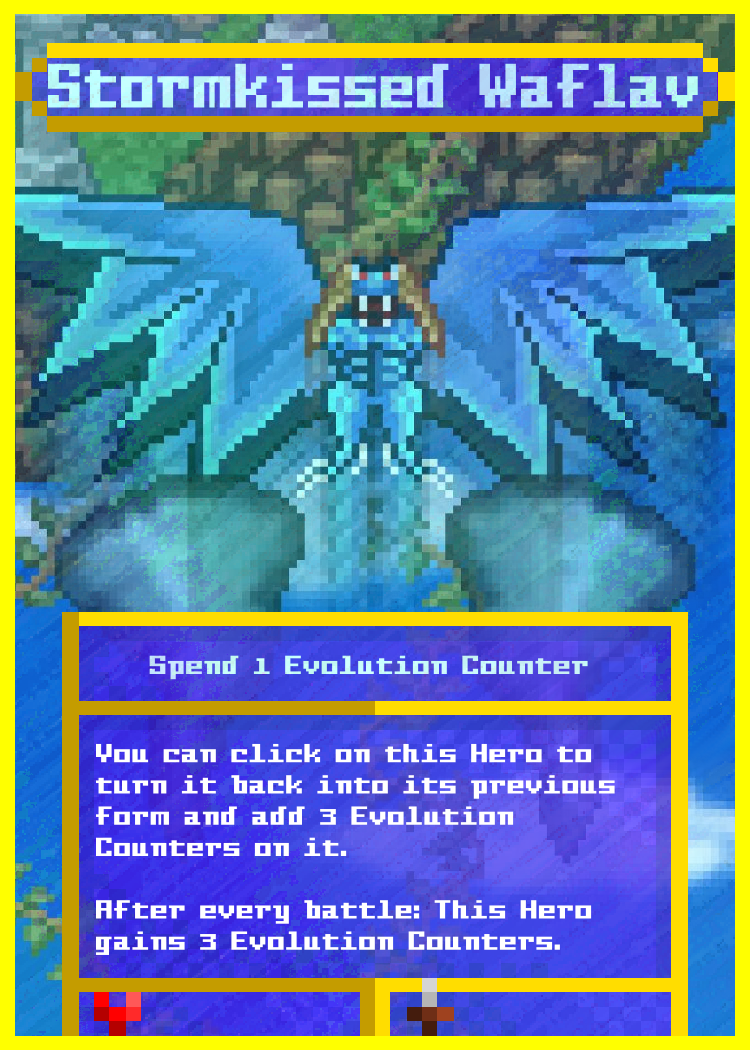 Stormkissed Waflav
Spend 1 Evolution Counter
You can click on this Hero to
turn it back into its previous
form and add 3 Evolution
Counters on it.
After every battle: This Hero
gains 3 Evolution Counters.